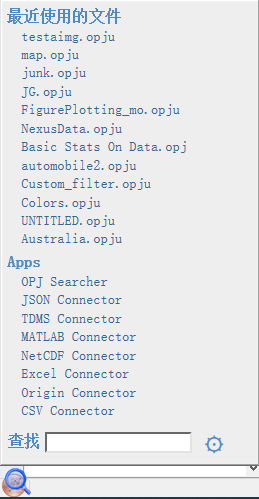 最近使用的文件
testaimg.opju
map.opju
junk.opju
JG.opju
FigurePlotting_mo.opju
NexusData.opju
Basic Stats On Data.opj
automobile2.opju
Custom_filter.opju
Colors.opju
UNTITLED.opju
Australia.opju
Apps
OPJ Searcher
JSON Connector
TDMS Connector
MATLAB Connector
NetCDF Connector
Excel Connector
Origin Connector
CSV Connector
查找